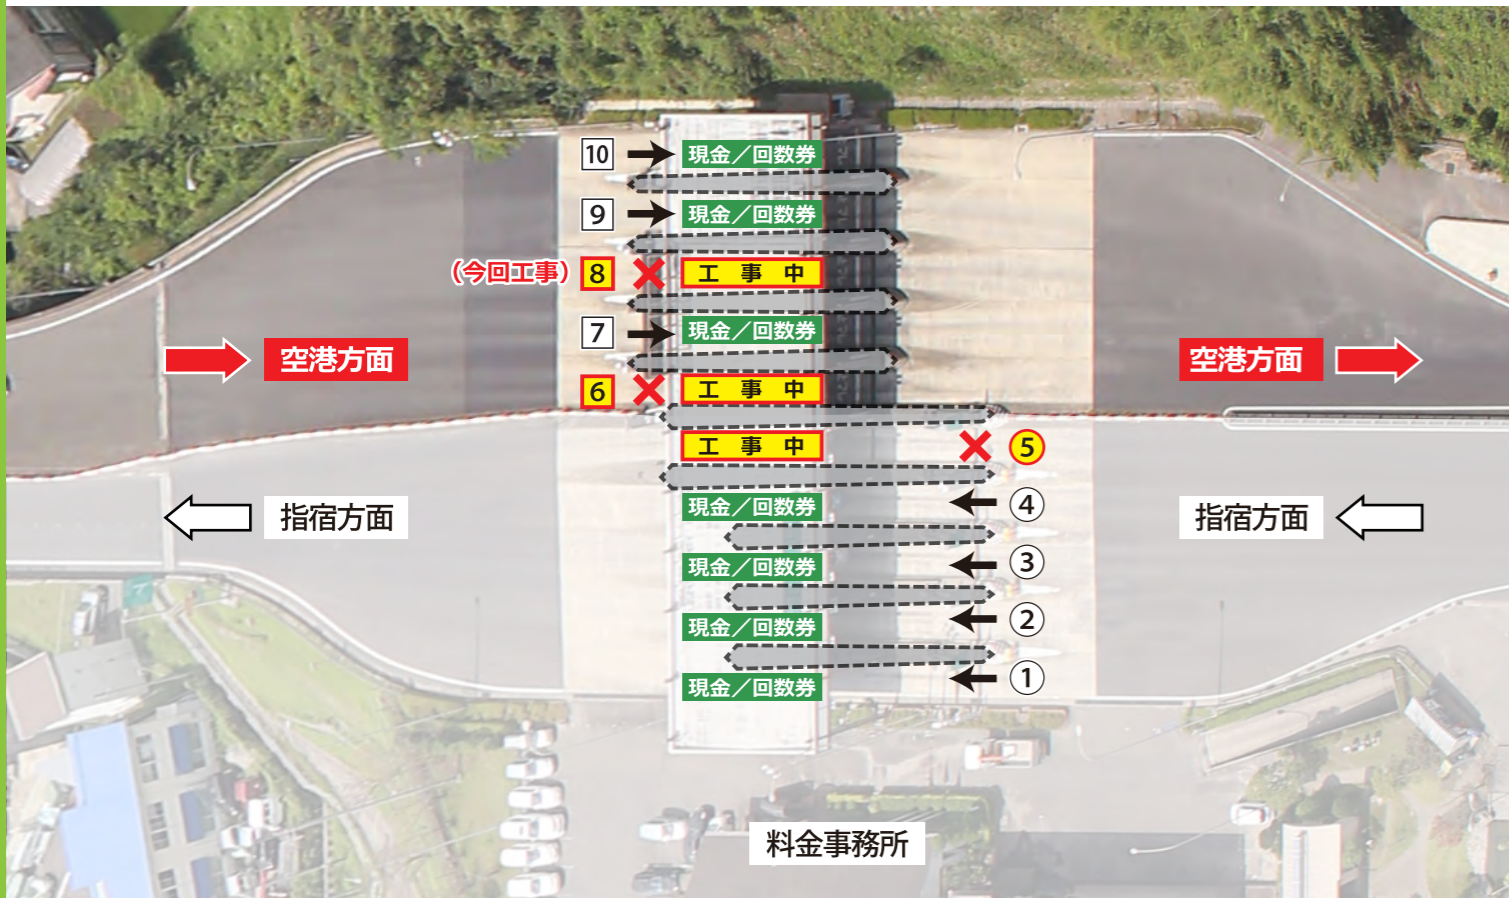 10 現金／回数券
9 現金／回数券
(今回工事) 8 工事中
7 現金／回数券
空港方面
空港方面
6 工事中
工事中 ⑤
現金／回数券 ④
指宿方面
指宿方面
現金／回数券 ③
現金／回数券 ②
現金／回数券 ①
料金事務所